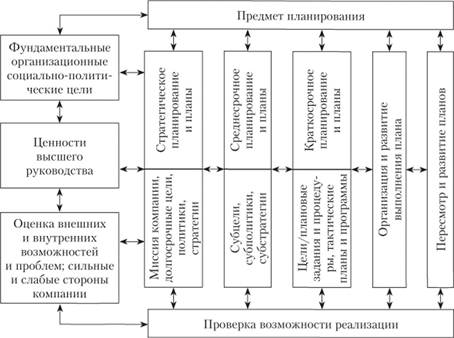 Предмет планирования
Фундаментальные
организационные
социально-полити-
ческие цели
Ценности
высшего
руководства
Оценка внешних
и внутренних
возможностей
и проблем; сильные
и слабые стороны
компании
Стратегическое
планирование
и планы
Миссия компании,
долгосрочные цели,
политики,
стратегии
Среднесрочное
планирование
и планы
Субцели,
субполитики,
субстратегии
Краткосрочное
планирование
и планы
Цели/плановые
задания и процеду-
ры, тактические
планы и программы
Организация и развитие
выполнения плана
Пересмотр и развитие планов
Проверка возможности реализации